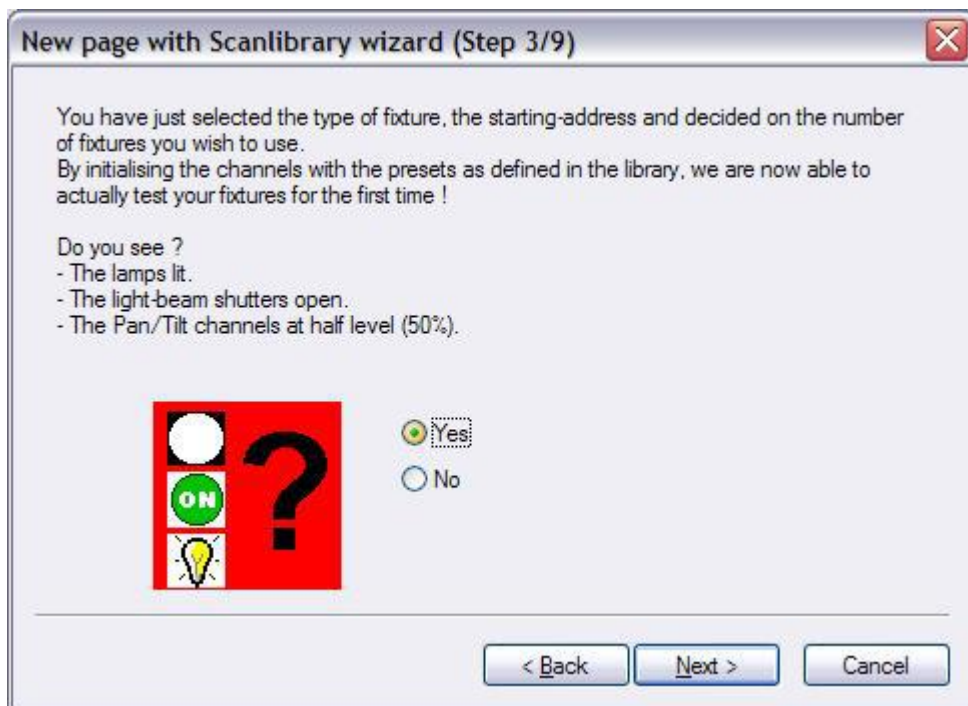 New page with Scanlibrary wizard (Step 3/9)
You have just selected the type of fixture, the starting-address and decided on the number
of fixtures you wish to use.
By initialising the channels with the presets as defined in the library, we are now able to
actually test your fixtures for the first time !
Do you see ?
- The lamps lit.
- The light-beam shutters open.
- The Pan/Tilt channels at half level (50%).
ON
?
Yes
No
< Back
Next >
Cancel